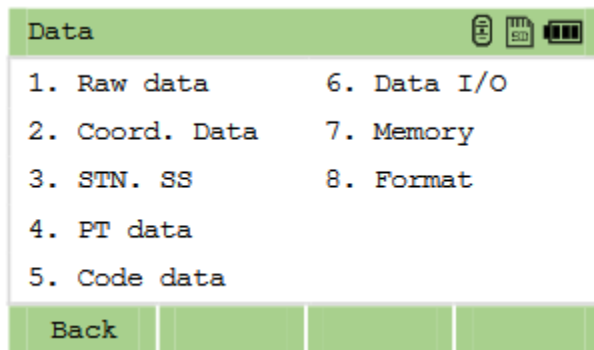 Data
1. Raw data
2. Coord. Data
3. STN. SS
4. PT data
5. Code data
6. Data I/O
7. Memory
8. Format
Back